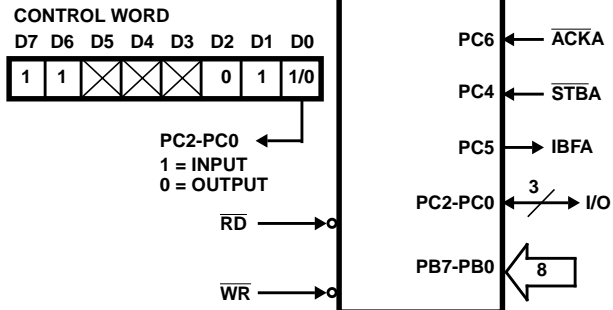 CONTROL WORD
D7 D6 D5 D4 D3 D2 D1 D0
1 1 0 1 1/0
PC2-PC0
1 = INPUT
0 = OUTPUT
RD
WR
PC6 ACKA
PC4 STBA
PC5 IBFA
PC2-PC0 3 I/O
PB7-PB0 8